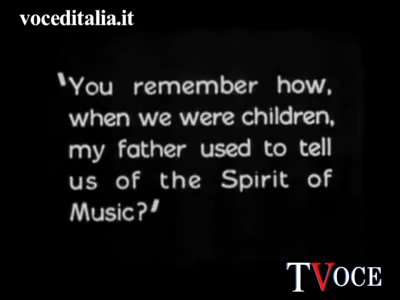 voceditalia.it
"You remember how,
when we were children,
my father used to tell
us of the Spirit of
Music?"
TVOCE